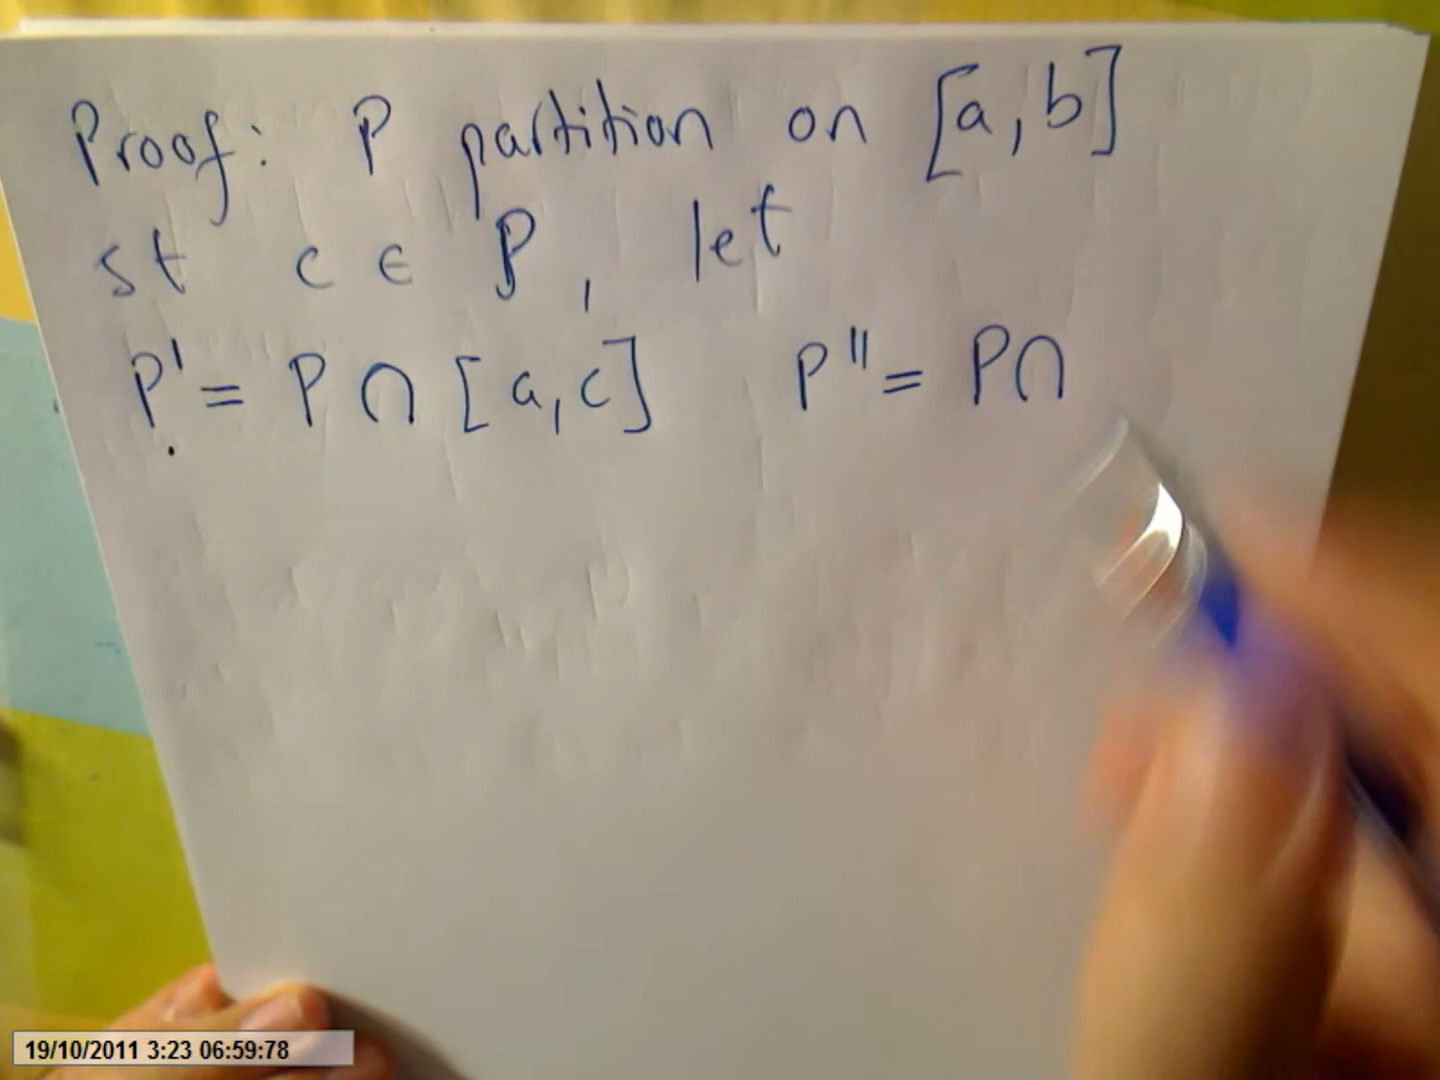 Proof: P partition on [a,b]
st c ∈ P, let
P' = P ∩ [a,c] P'' = P∩
19/10/2011 3:23 06:59:78